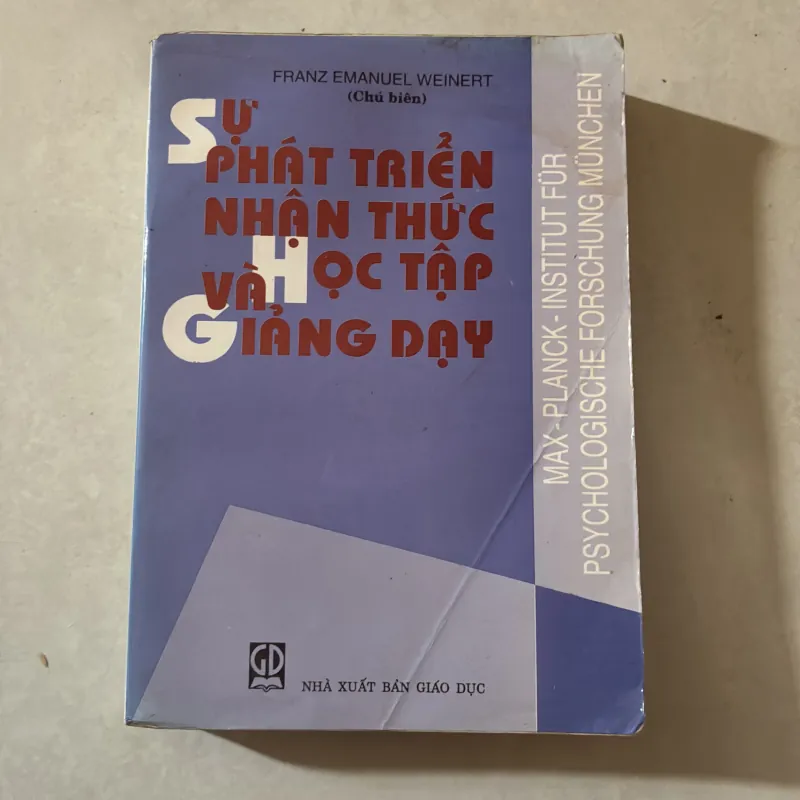 FRANZ EMANUEL WEINERT
(Chủ biên)
SỰ
PHÁT TRIỂN
NHẬN THỨC
HỌC TẬP
VÀ
GIẢNG DẠY
MAX - PLANCK - INSTITUT FÜR
PSYCHOLOGISCHE FORSCHUNG MÜNCHEN
GD
NHÀ XUẤT BẢN GIÁO DỤC